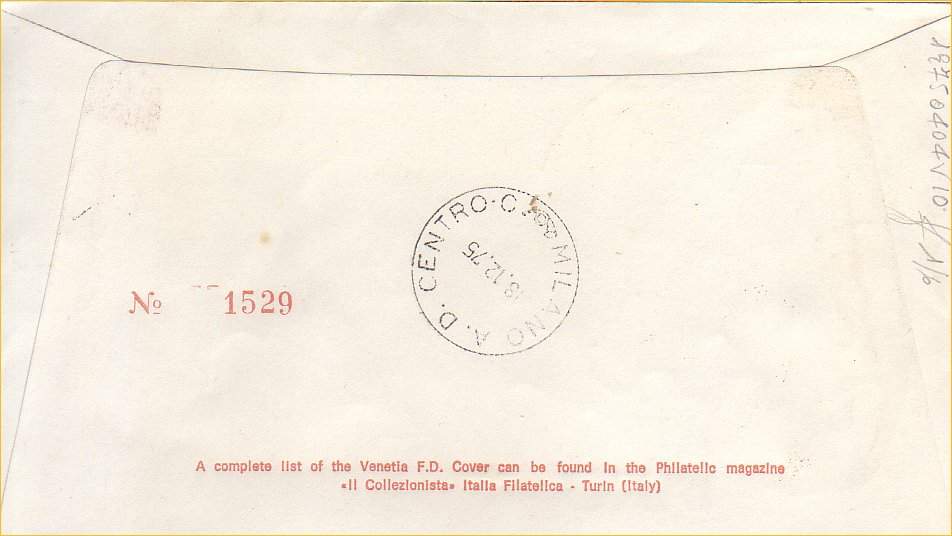 Nº 1529
MILANO A.D. CENTRO·C.
18.12.75
A complete list of the Venetia F.D. Cover can be found in the Philatelic magazine
«Il Collezionista» Italia Filatelica - Turin (Italy)